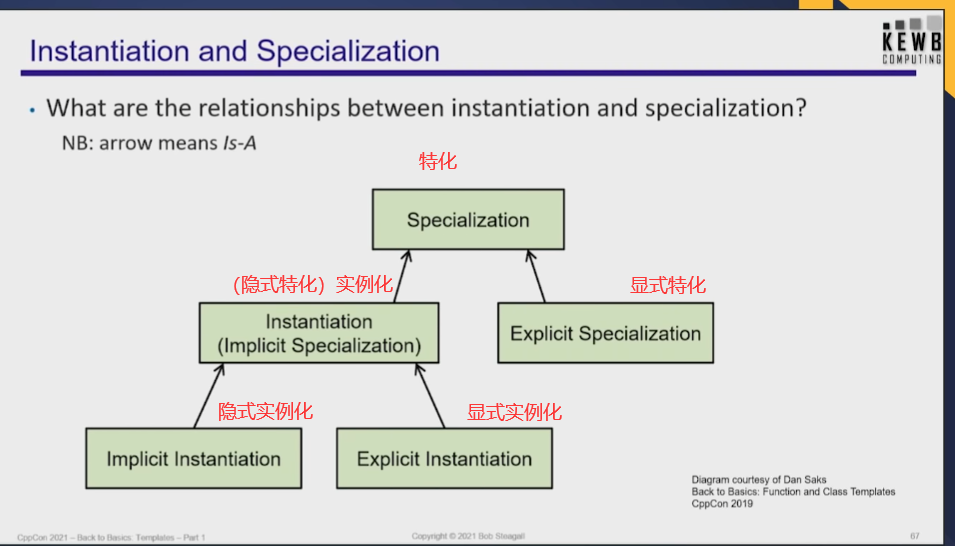 KEWB
COMPUTING
Instantiation and Specialization
• What are the relationships between instantiation and specialization?
NB: arrow means Is-A
特化
Specialization
（隐式特化）实例化
显式特化
Instantiation
(Implicit Specialization)
Explicit Specialization
隐式实例化
显式实例化
Implicit Instantiation
Explicit Instantiation
Diagram courtesy of Dan Saks
Back to Basics: Function and Class Templates
CppCon 2019
CppCon 2021 – Back to Basics Templates – Part 1
Copyright © 2021 Bob Steagall
67